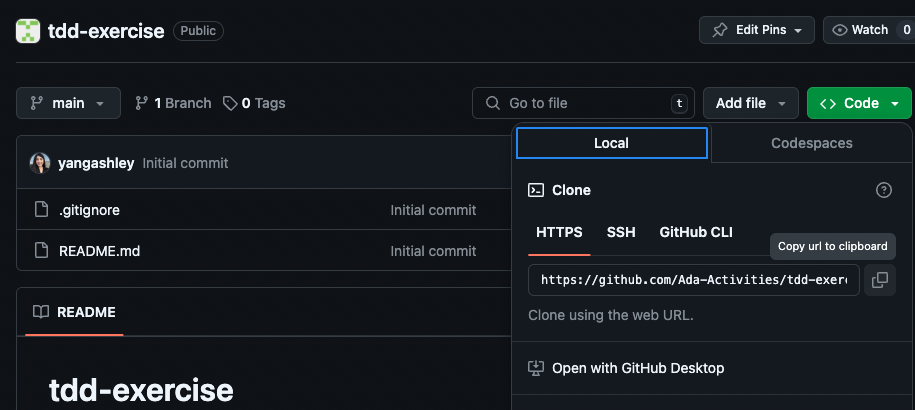 tdd-exercise Public Edit Pins Watch 0
main 1 Branch 0 Tags Go to file t Add file <> Code
Local Codespaces
yangashley Initial commit
Clone
.gitignore Initial commit
HTTPS SSH GitHub CLI
Copy url to clipboard
README.md Initial commit
https://github.com/Ada-Activities/tdd-exerc
README
Clone using the web URL.
Open with GitHub Desktop
tdd-exercise